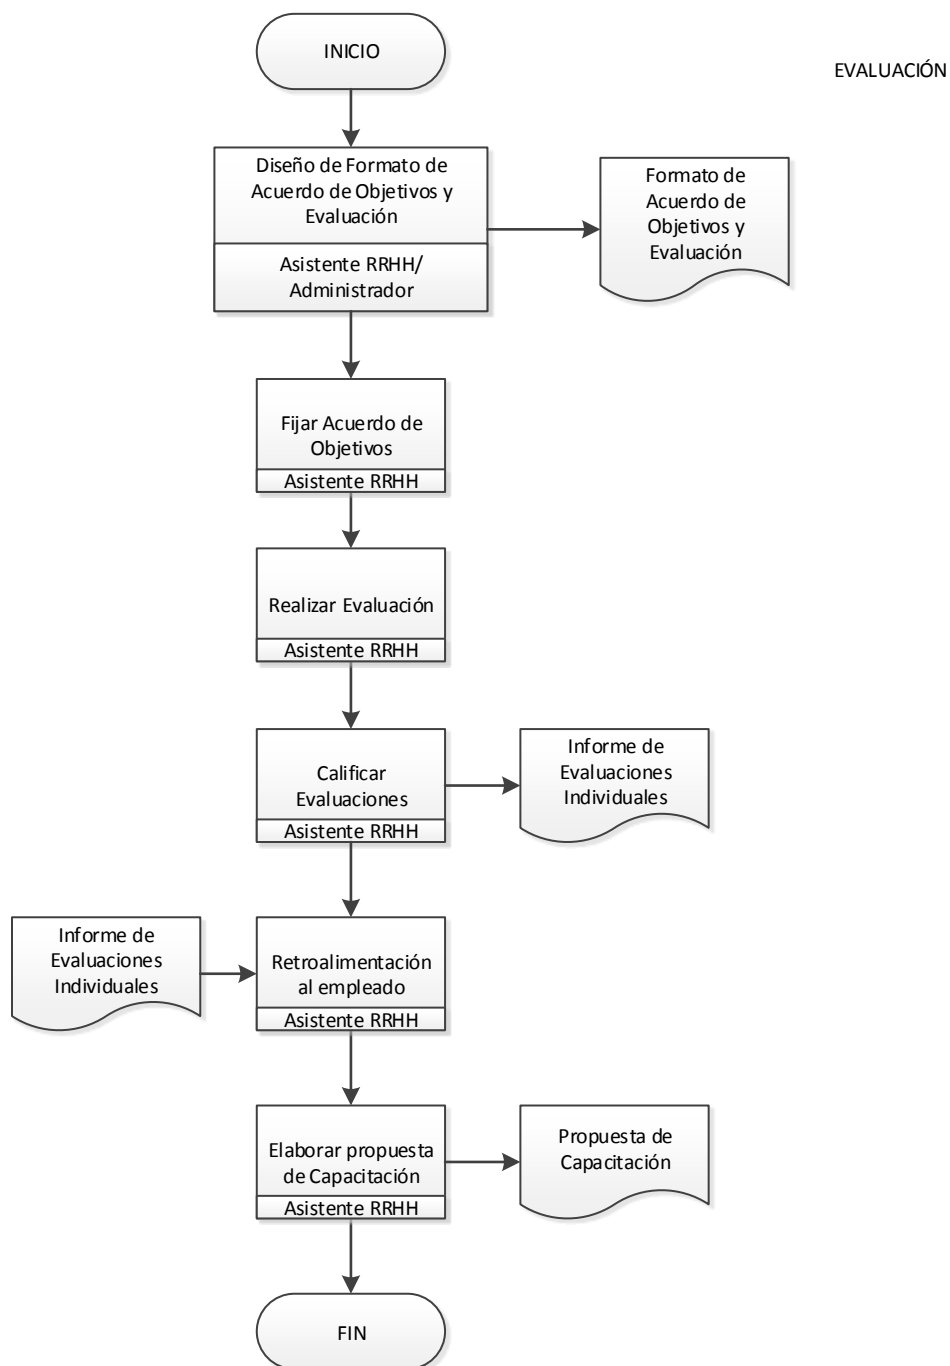 INICIO
EVALUACIÓN
Diseño de Formato de
Acuerdo de Objetivos y
Evaluación
Asistente RRHH/
Administrador
Formato de
Acuerdo de
Objetivos y
Evaluación
Fijar Acuerdo de
Objetivos
Asistente RRHH
Realizar Evaluación
Asistente RRHH
Calificar
Evaluaciones
Asistente RRHH
Informe de
Evaluaciones
Individuales
Informe de
Evaluaciones
Individuales
Retroalimentación
al empleado
Asistente RRHH
Elaborar propuesta
de Capacitación
Asistente RRHH
Propuesta de
Capacitación
FIN